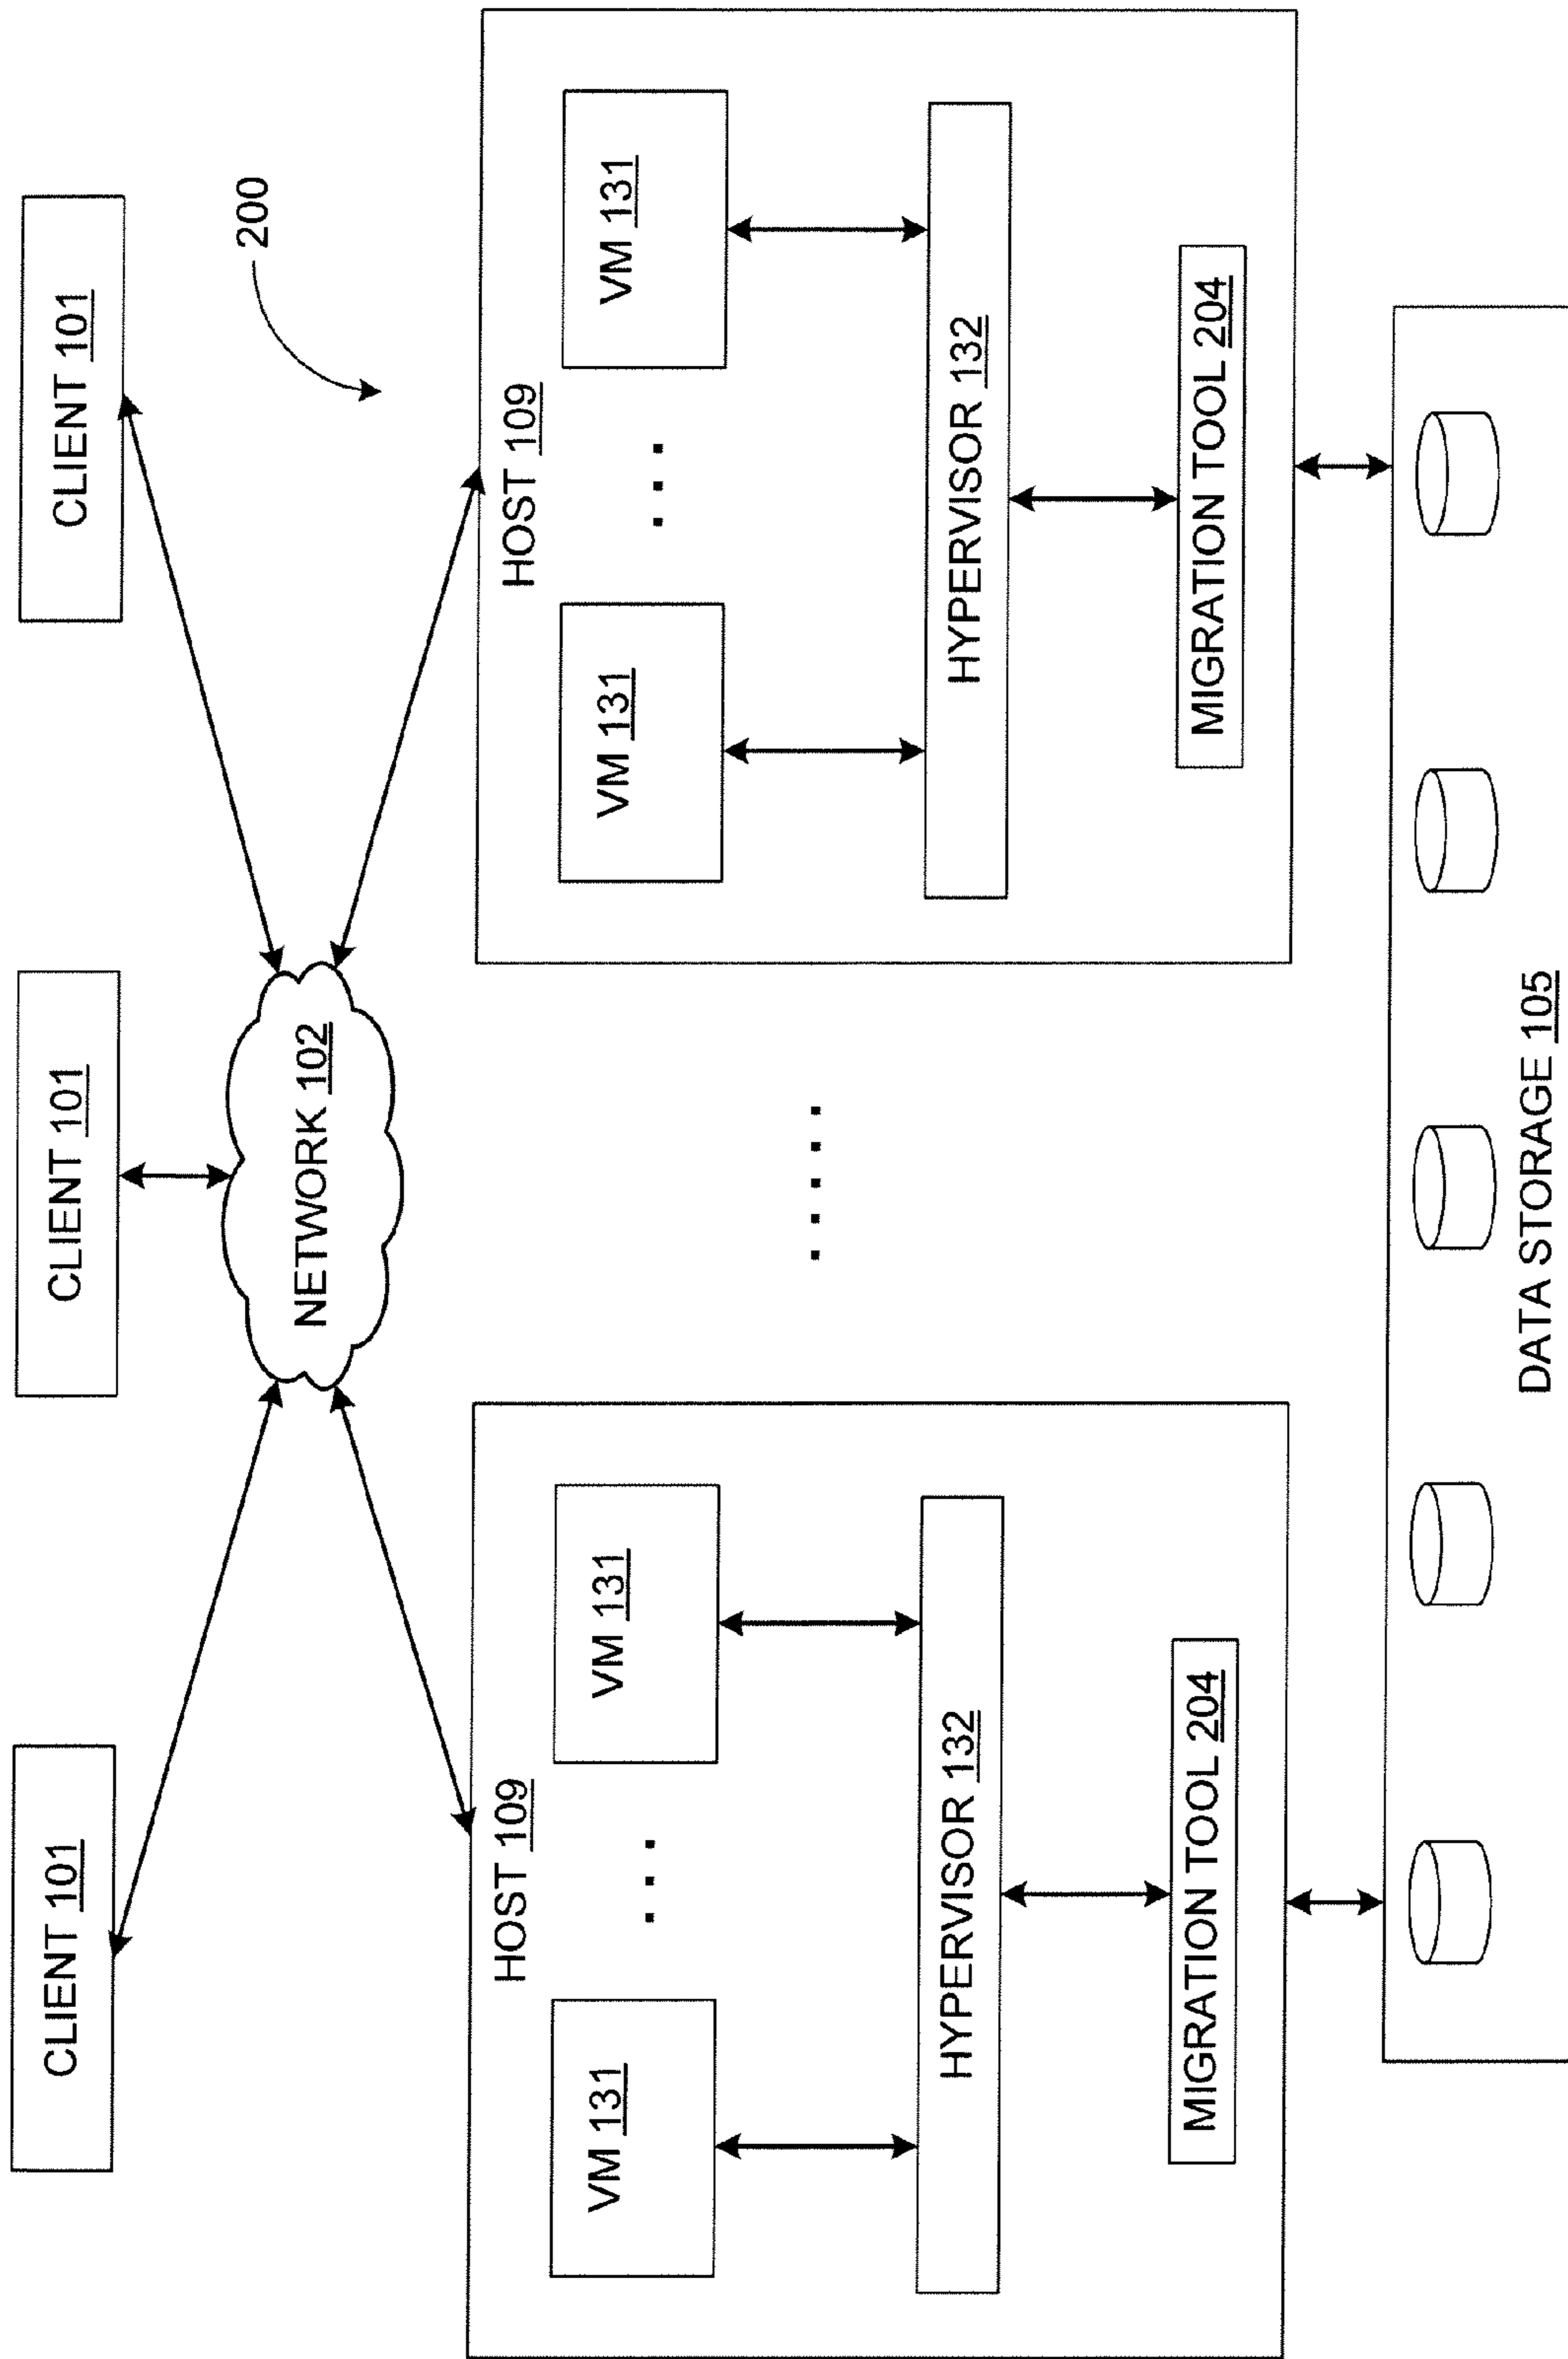 CLIENT 101
CLIENT 101
CLIENT 101
NETWORK 102
200
HOST 109
VM 131
VM 131
HYPERVISOR 132
MIGRATION TOOL 204
HOST 109
VM 131
VM 131
HYPERVISOR 132
MIGRATION TOOL 204
DATA STORAGE 105